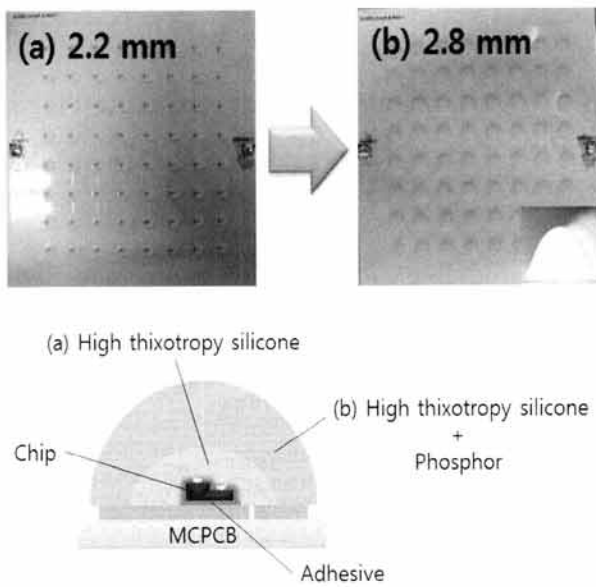 (a) 2.2 mm
(b) 2.8 mm
(a) High thixotropy silicone
(b) High thixotropy silicone
+
Phosphor
Chip
MCPCB
Adhesive